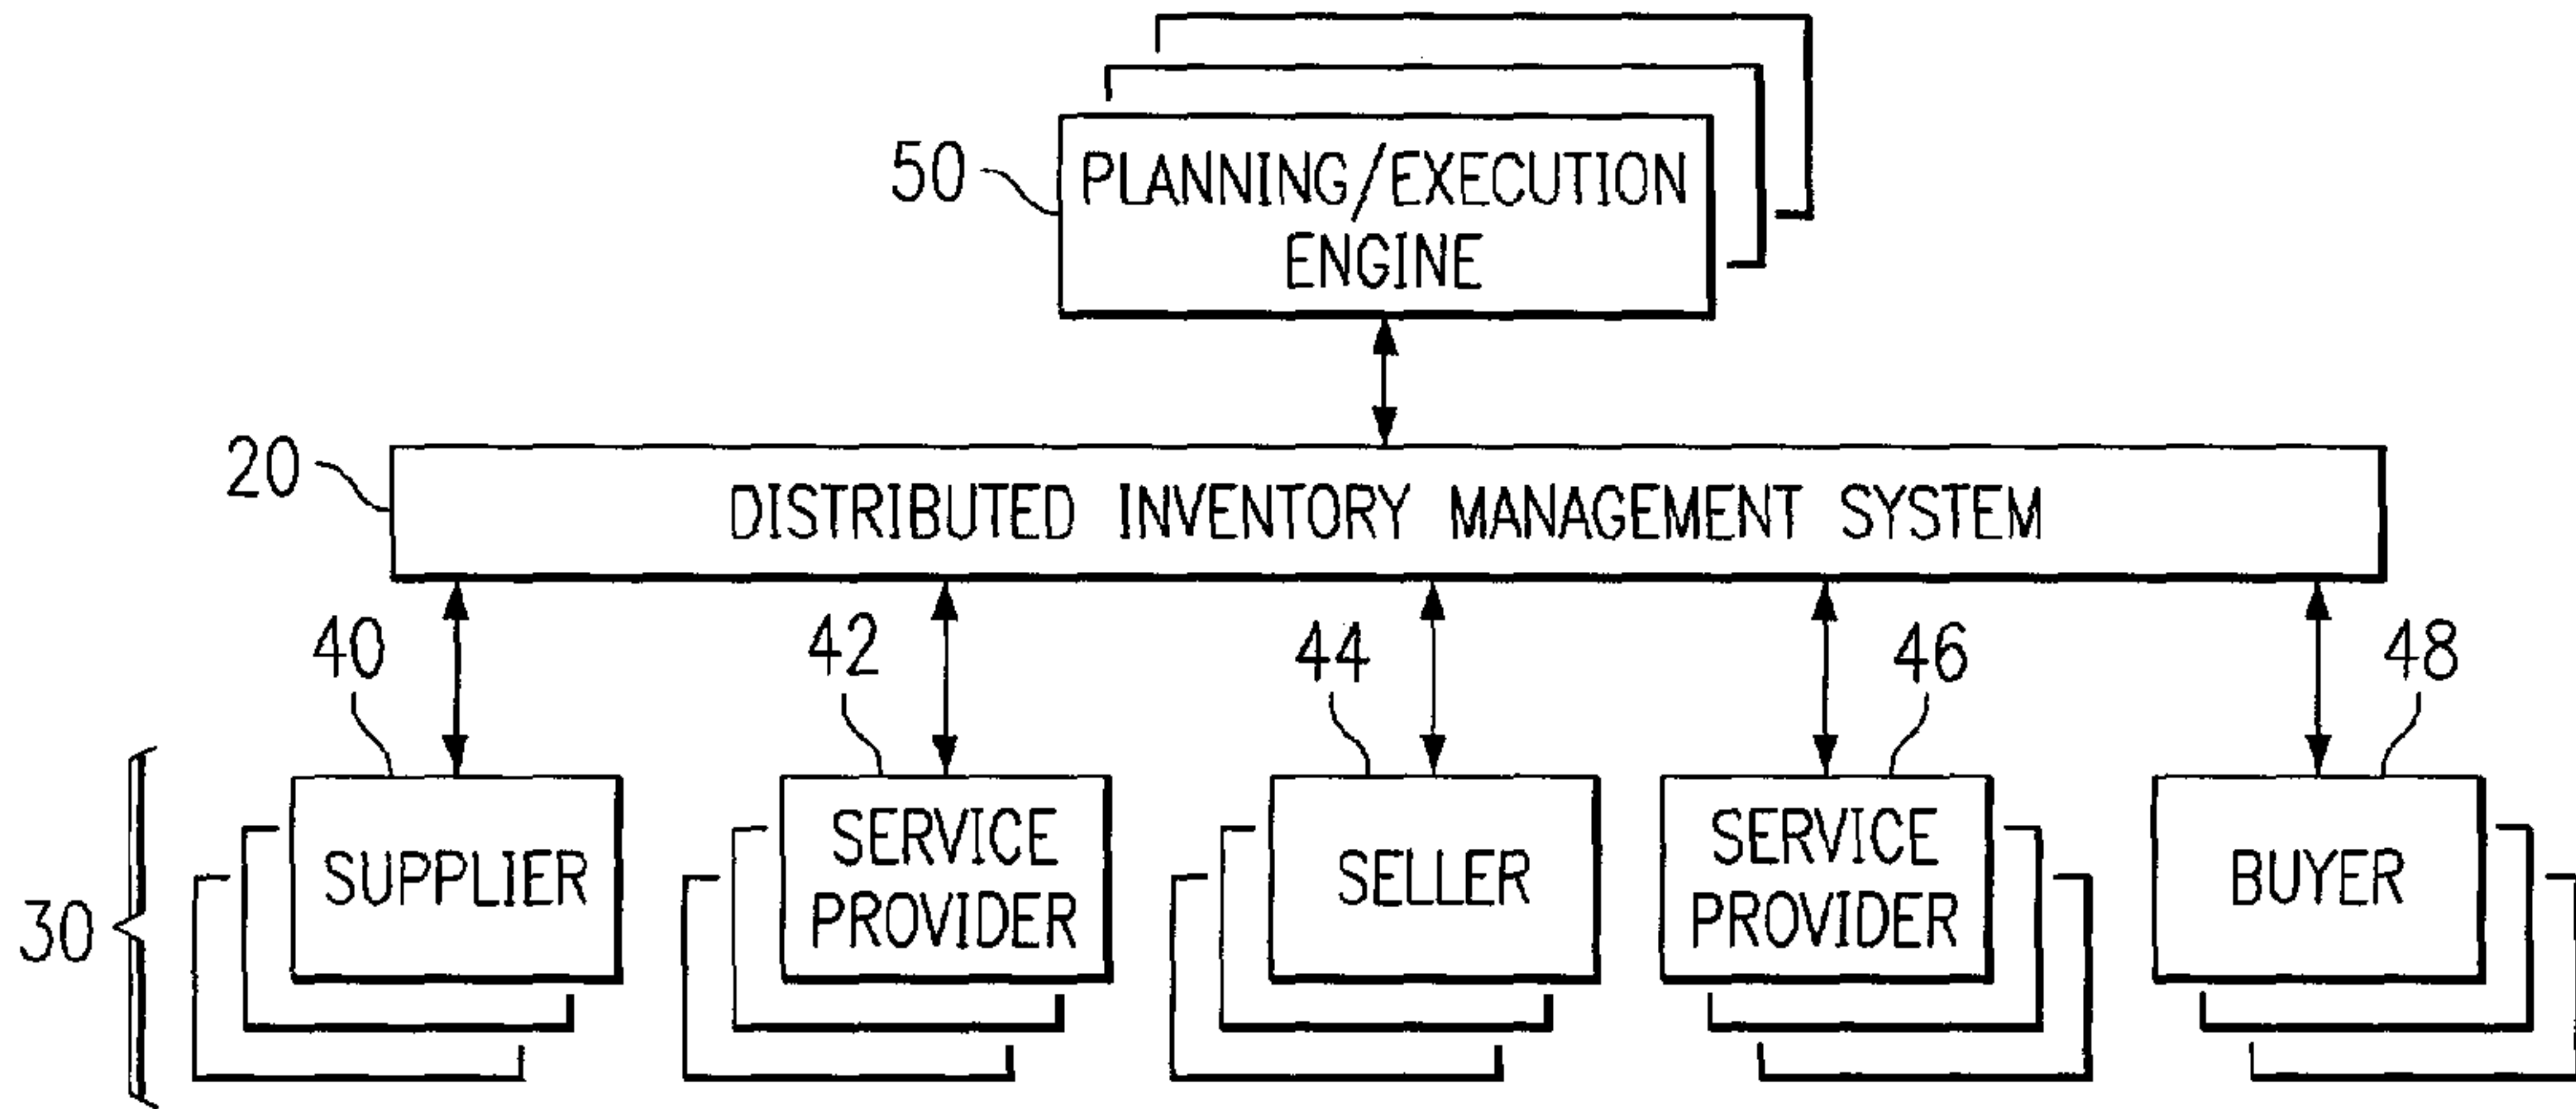 50
PLANNING/EXECUTION
ENGINE
20
DISTRIBUTED INVENTORY MANAGEMENT SYSTEM
40
42
44
46
48
30
SUPPLIER
SERVICE
PROVIDER
SELLER
SERVICE
PROVIDER
BUYER